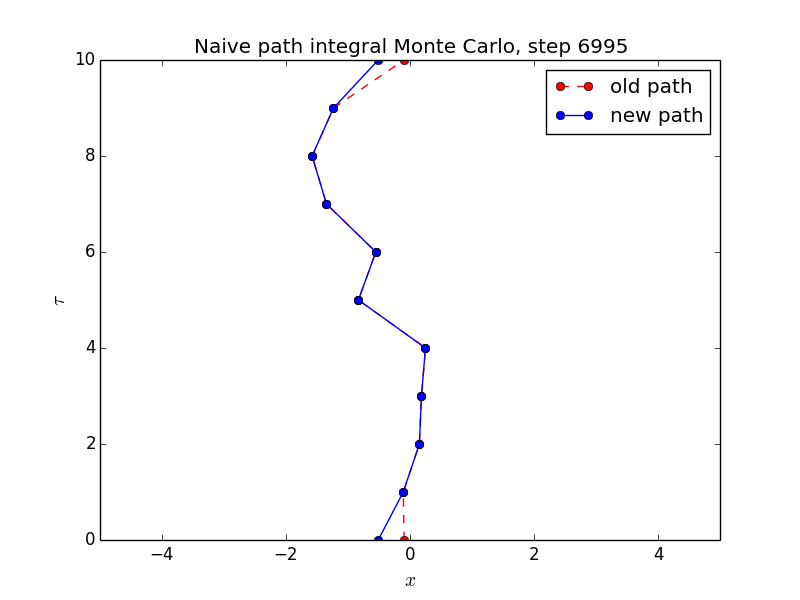 Naive path integral Monte Carlo, step 6995
10
8
6
4
2
0
τ
old path
new path
−4 −2 0 2 4
x